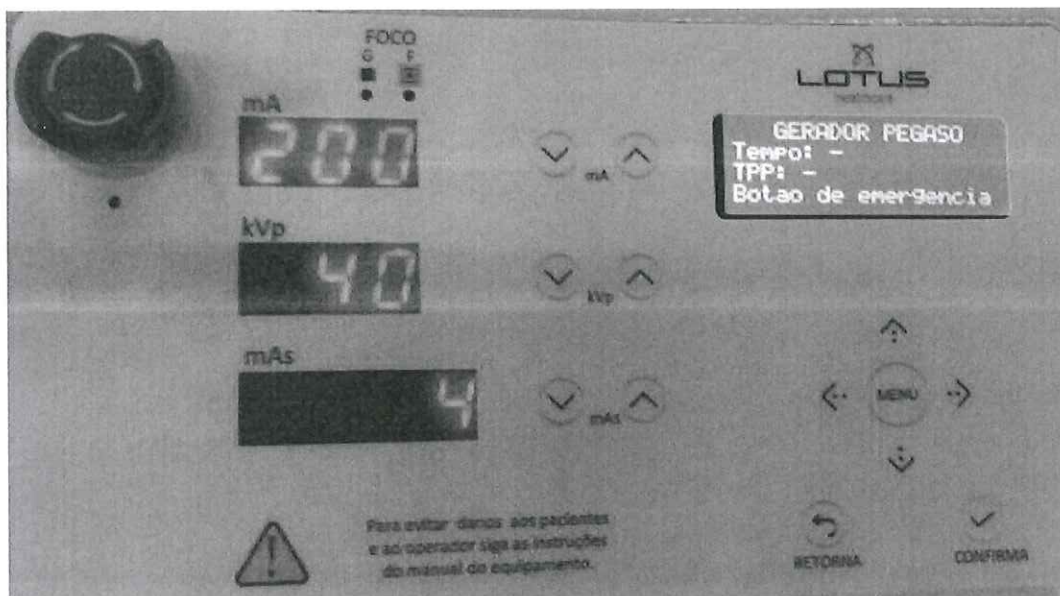 FOCO
G F
mA
200
mA
kVp
40
kVp
mAs
4
mAs
LOTUS
healthcare
GERADOR PEGASO
Tempo: -
TPP: -
Botao de emergencia
MENU
RETORNA
CONFIRMA
Para evitar danos aos pacientes
e ao operador siga as instruções
do manual do equipamento.